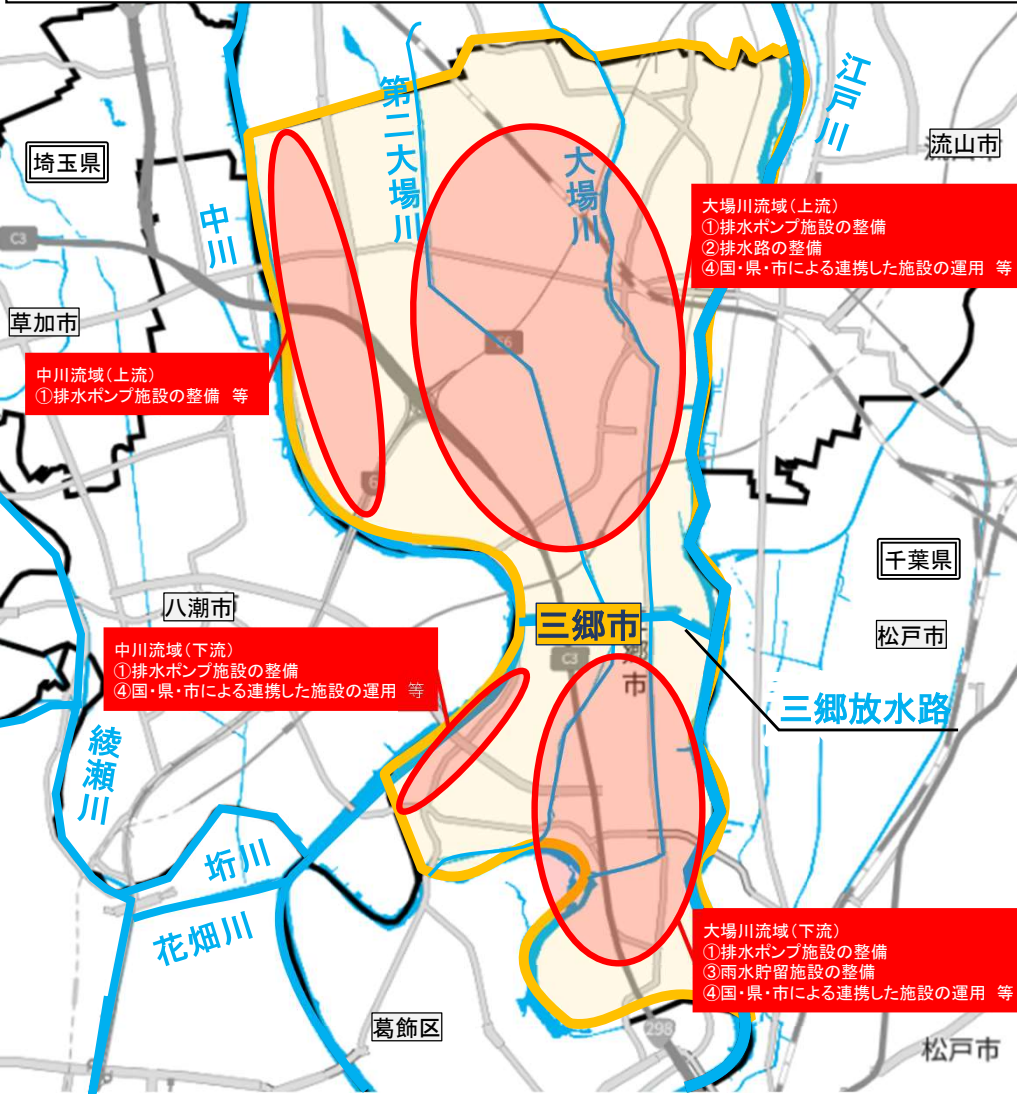 第二大場川
江戸川
流山市
埼玉県
大場川
中川
C3
大場川流域（上流）
①排水ポンプ施設の整備
②排水路の整備
④国・県・市による連携した施設の運用　等
草加市
C6
中川流域（上流）
①排水ポンプ施設の整備　等
6
千葉県
八潮市
三郷市
松戸市
中川流域（下流）
①排水ポンプ施設の整備
④国・県・市による連携した施設の運用　等
C3
郷市
三郷放水路
綾瀬川
垳川
花畑川
大場川流域（下流）
①排水ポンプ施設の整備
③雨水貯留施設の整備
④国・県・市による連携した施設の運用　等
葛飾区
298
松戸市